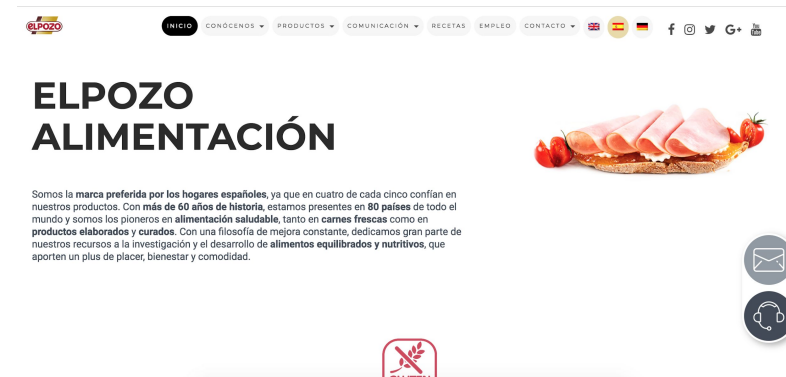 ELPOZO
INICIO CONÓCENOS PRODUCTOS COMUNICACIÓN RECETAS EMPLEO CONTACTO
You
ELPOZO
ALIMENTACIÓN
Somos la marca preferida por los hogares españoles, ya que en cuatro de cada cinco confían en
nuestros productos. Con más de 60 años de historia, estamos presentes en 80 países de todo el
mundo y somos los pioneros en alimentación saludable, tanto en carnes frescas como en
productos elaborados y curados. Con una filosofía de mejora constante, dedicamos gran parte de
nuestros recursos a la investigación y el desarrollo de alimentos equilibrados y nutritivos, que
aporten un plus de placer, bienestar y comodidad.
GLUTEN